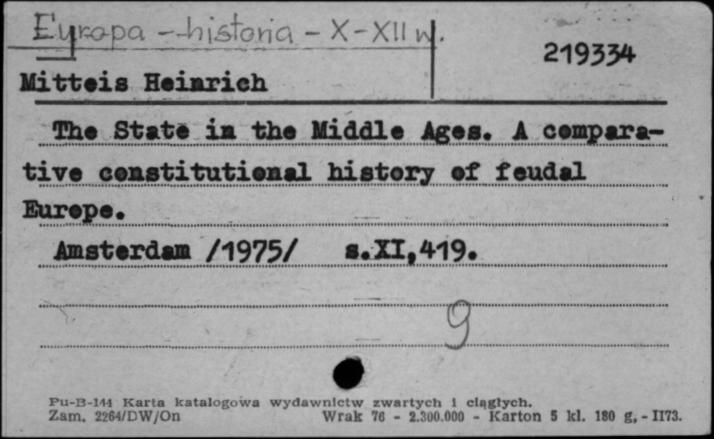 Europa - historia - X-XII w.
219334
Mitteis Heinrich
The State in the Middle Ages. A compara-
tive constitutional history of feudal
Europe.
Amsterdam /1975/ s.XI,419.
9
Pu-B-144 Karta katalogowa wydawnictw zwartych i ciągłych.
Zam. 2264/DW/On Wrak 76 - 2.300.000 - Karton 5 kl. 180 g, - II73.